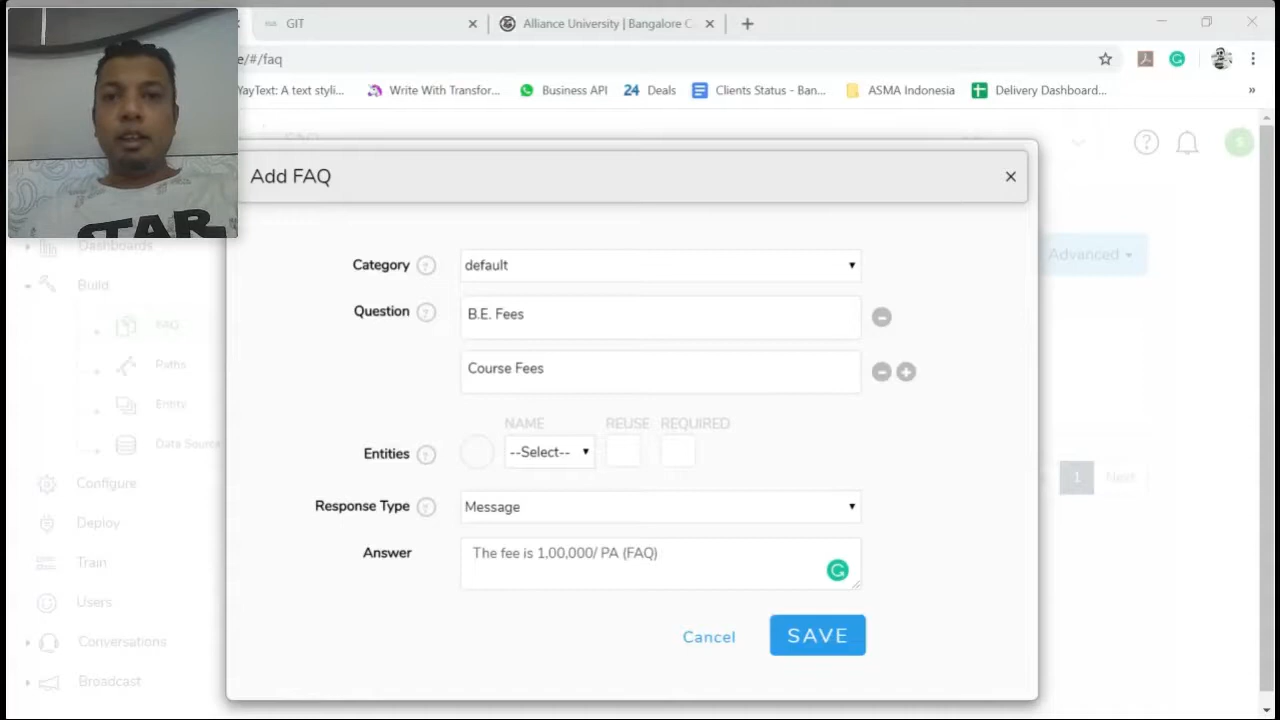 GIT
Alliance University | Bangalore C
e/#/faq
YayText: A text styli...
Write With Transfor...
Business API
24 Deals
Clients Status - Ban...
ASMA Indonesia
Delivery Dashboard...
»
STAR
Add FAQ
Advanced
Dashboards
Build
FAQ
Paths
Entity
Data Source
Configure
Deploy
Train
Users
Conversations
Broadcast
Category ? default
Question ? B.E. Fees
Course Fees
NAME REUSE REQUIRED
Entities ? --Select--
Response Type ? Message
Answer The fee is 1,00,000/ PA (FAQ)
Cancel SAVE
1 Next